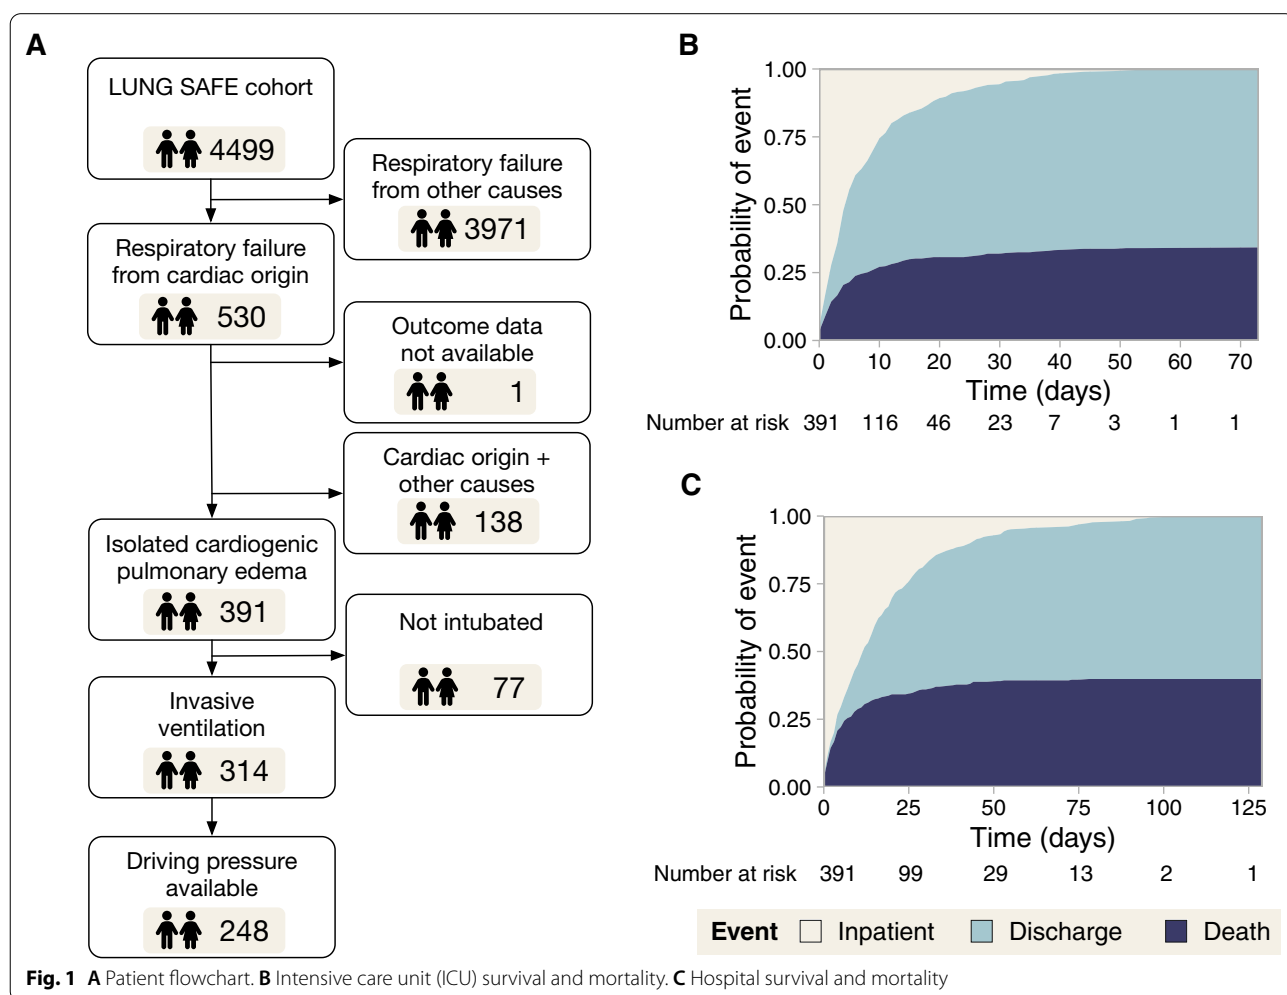 A
LUNG SAFE cohort
4499
Respiratory failure
from other causes
3971
Respiratory failure
from cardiac origin
530
Outcome data
not available
1
Cardiac origin +
other causes
138
Isolated cardiogenic
pulmonary edema
391
Not intubated
77
Invasive
ventilation
314
Driving pressure
available
248
B
Probability of event
1.00
0.75
0.50
0.25
0.00
0 10 20 30 40 50 60 70
Time (days)
Number at risk 391 116 46 23 7 3 1 1
C
Probability of event
1.00
0.75
0.50
0.25
0.00
0 25 50 75 100 125
Time (days)
Number at risk 391 99 29 13 2 1
Event Inpatient Discharge Death
Fig. 1 A Patient flowchart. B Intensive care unit (ICU) survival and mortality. C Hospital survival and mortality